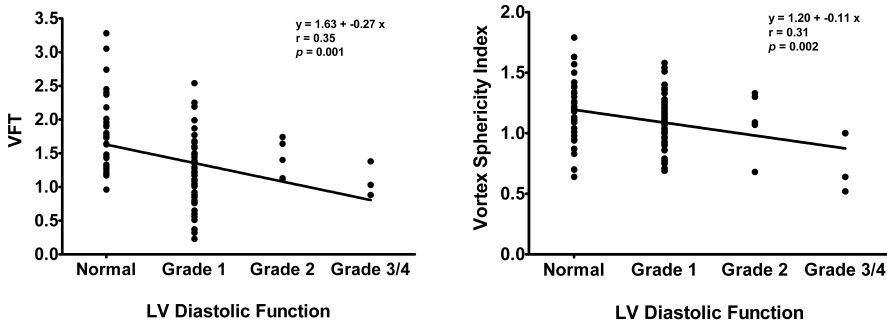 y = 1.63 + -0.27 x
r = 0.35
p = 0.001
VFT
3.5
3.0
2.5
2.0
1.5
1.0
0.5
0.0
Normal Grade 1 Grade 2 Grade 3/4
LV Diastolic Function
y = 1.20 + -0.11 x
r = 0.31
p = 0.002
Vortex Sphericity Index
2.0
1.5
1.0
0.5
0.0
Normal Grade 1 Grade 2 Grade 3/4
LV Diastolic Function